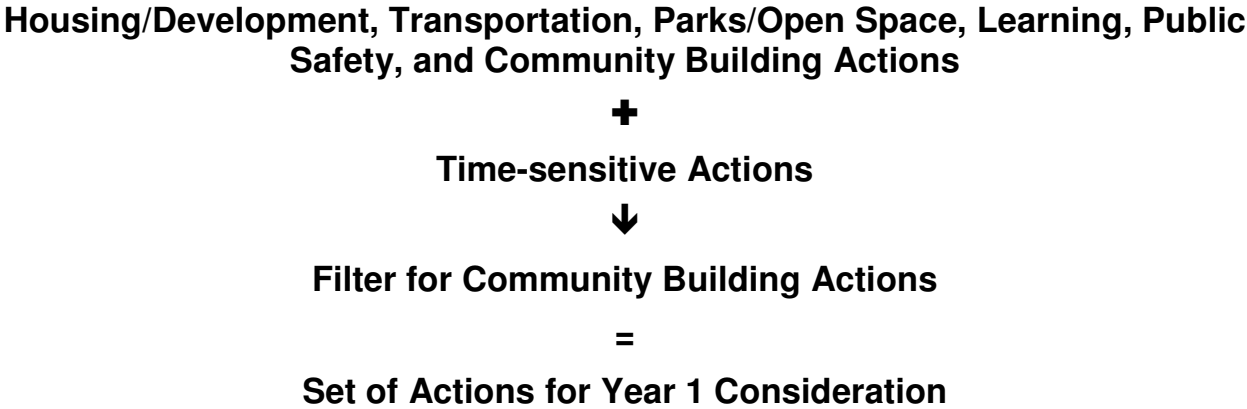 Housing/Development, Transportation, Parks/Open Space, Learning, Public
Safety, and Community Building Actions
✚
Time-sensitive Actions
🡻
Filter for Community Building Actions
=
Set of Actions for Year 1 Consideration